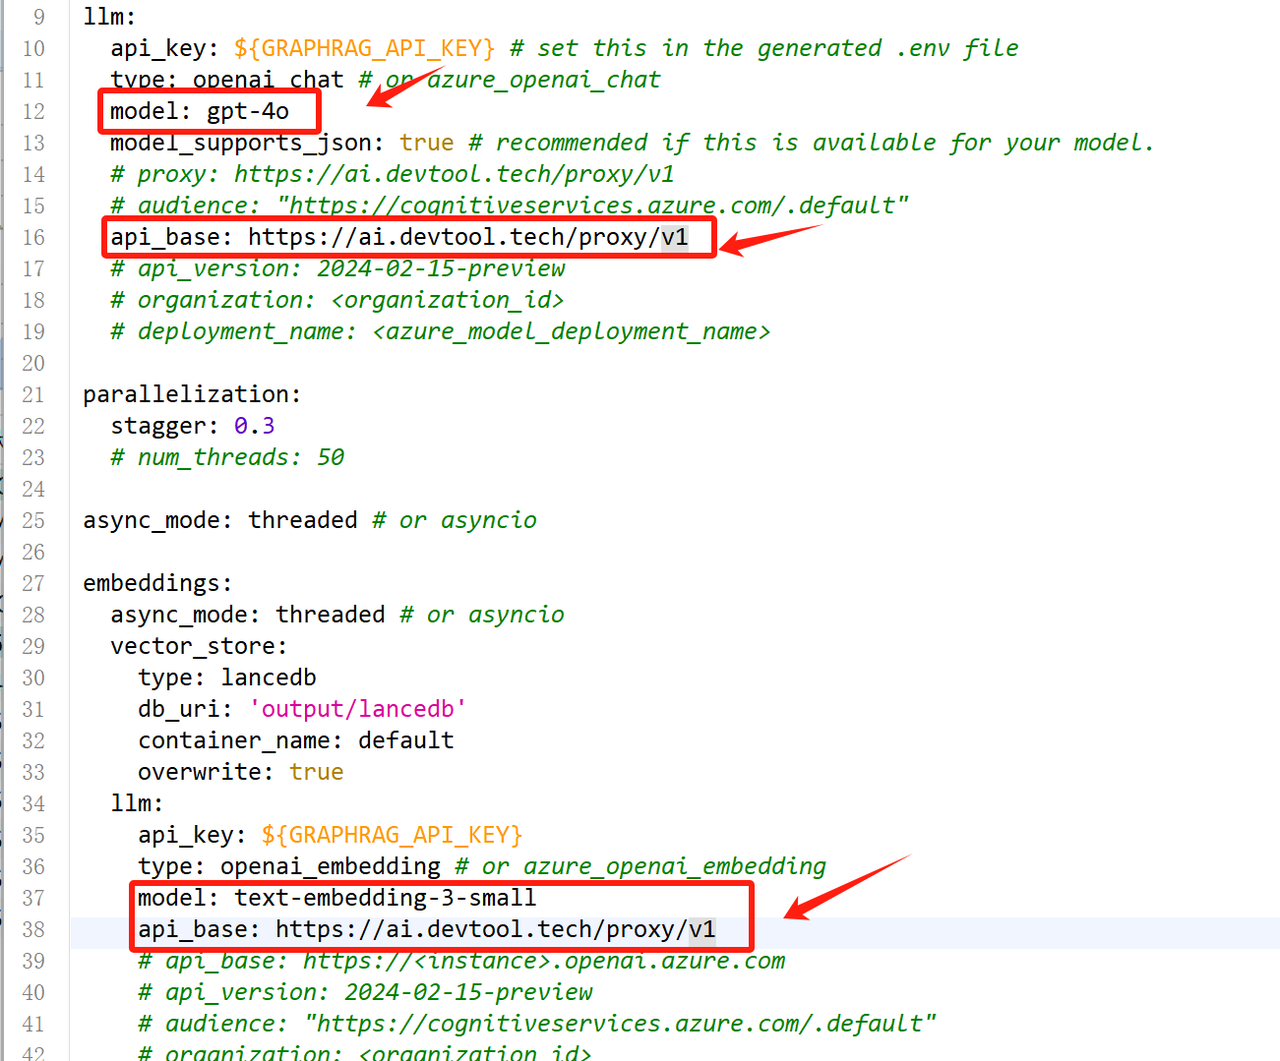 9 llm:
10 api_key: ${GRAPHRAG_API_KEY} # set this in the generated .env file
11 type: openai_chat # or azure_openai_chat
12 model: gpt-4o
13 model_supports_json: true # recommended if this is available for your model.
14 # proxy: https://ai.devtool.tech/proxy/v1
15 # audience: "https://cognitiveservices.azure.com/.default"
16 api_base: https://ai.devtool.tech/proxy/v1
17 # api_version: 2024-02-15-preview
18 # organization: <organization_id>
19 # deployment_name: <azure_model_deployment_name>
20
21 parallelization:
22 stagger: 0.3
23 # num_threads: 50
24
25 async_mode: threaded # or asyncio
26
27 embeddings:
28 async_mode: threaded # or asyncio
29 vector_store:
30 type: lancedb
31 db_uri: 'output/lancedb'
32 container_name: default
33 overwrite: true
34 llm:
35 api_key: ${GRAPHRAG_API_KEY}
36 type: openai_embedding # or azure_openai_embedding
37 model: text-embedding-3-small
38 api_base: https://ai.devtool.tech/proxy/v1
39 # api_base: https://<instance>.openai.azure.com
40 # api_version: 2024-02-15-preview
41 # audience: "https://cognitiveservices.azure.com/.default"
42 # organization: <organization_id>